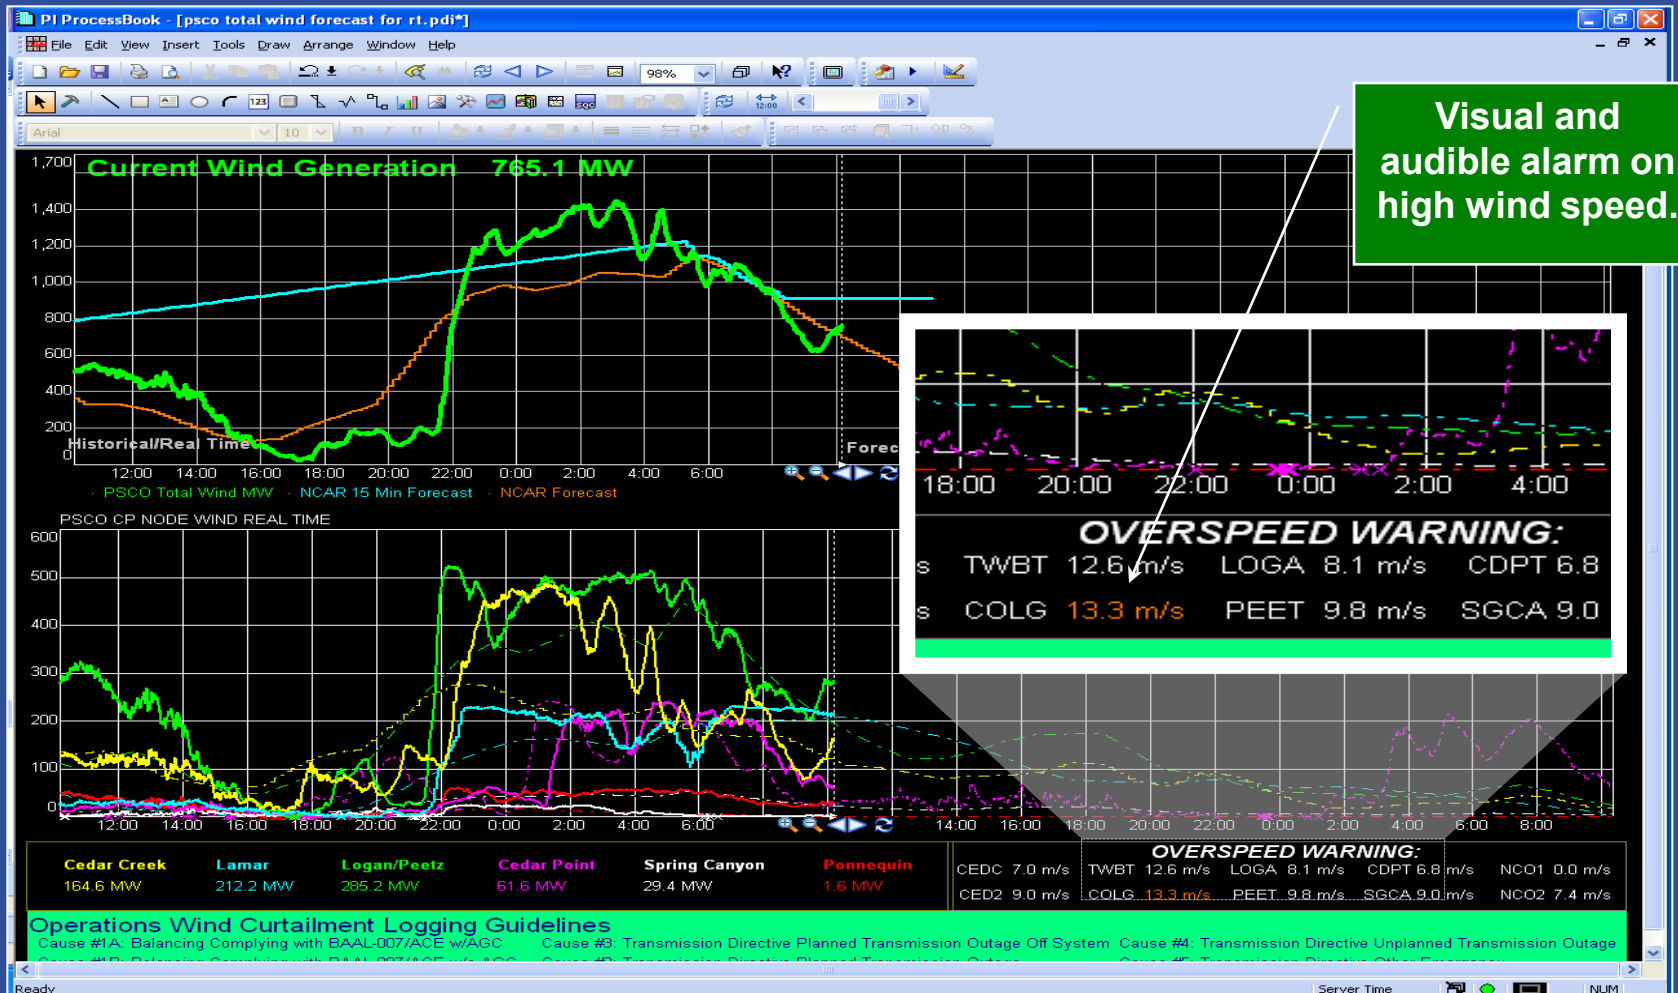 PI ProcessBook - [psco total wind forecast for rt.pdi*]
File Edit View Insert Tools Draw Arrange Window Help
98%
123
12:00
Arial 10 B I U
Visual and
audible alarm on
high wind speed.
Current Wind Generation 765.1 MW
1,700
1,400
1,200
1,000
800
600
400
200
0
Historical/Real Time
Forec
12:00 14:00 16:00 18:00 20:00 22:00 0:00 2:00 4:00 6:00
· PSCO Total Wind MW · NCAR 15 Min Forecast · NCAR Forecast
18:00 20:00 22:00 0:00 2:00 4:00
OVERSPEED WARNING:
s TWBT 12.6 m/s LOGA 8.1 m/s CDPT 6.8
s COLG 13.3 m/s PEET 9.8 m/s SGCA 9.0
PSCO CP NODE WIND REAL TIME
600
500
400
300
200
100
0
12:00 14:00 16:00 18:00 20:00 22:00 0:00 2:00 4:00 6:00 14:00 16:00 18:00 20:00 22:00 0:00 2:00 4:00 6:00 8:00
Cedar Creek Lamar Logan/Peetz Cedar Point Spring Canyon Ponnequin
164.6 MW 212.2 MW 285.2 MW 61.6 MW 29.4 MW 1.6 MW
OVERSPEED WARNING:
CEDC 7.0 m/s TWBT 12.6 m/s LOGA 8.1 m/s CDPT 6.8 m/s NCO1 0.0 m/s
CED2 9.0 m/s COLG 13.3 m/s PEET 9.8 m/s SGCA 9.0 m/s NCO2 7.4 m/s
Operations Wind Curtailment Logging Guidelines
Cause #1A: Balancing Complying with BAAL-007/ACE w/AGC Cause #3: Transmission Directive Planned Transmission Outage Off System Cause #4: Transmission Directive Unplanned Transmission Outage
Ready Server Time NUM